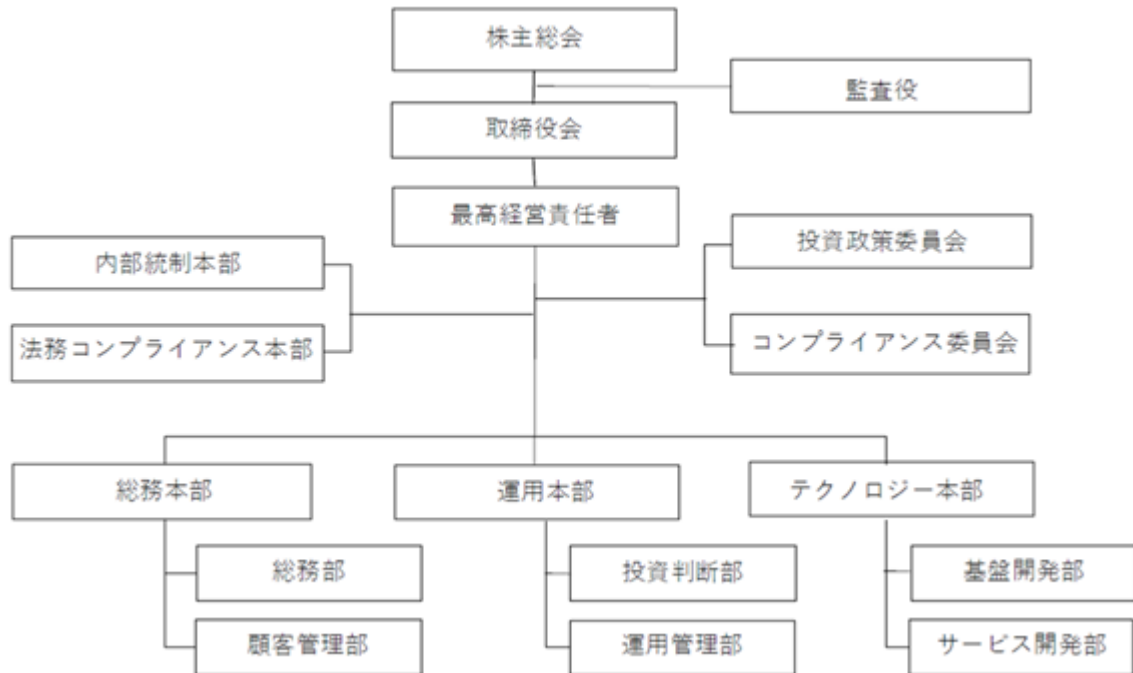 株主総会
監査役
取締役会
最高経営責任者
内部統制本部
投資政策委員会
法務コンプライアンス本部
コンプライアンス委員会
総務本部
運用本部
テクノロジー本部
総務部
投資判断部
基盤開発部
顧客管理部
運用管理部
サービス開発部